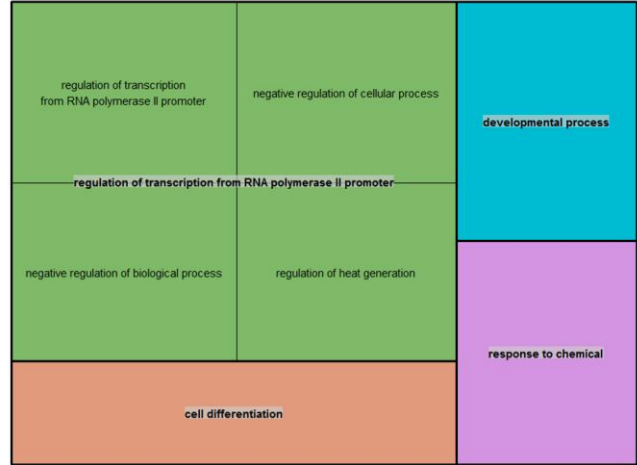 regulation of transcription
from RNA polymerase II promoter
negative regulation of cellular process
developmental process
regulation of transcription from RNA polymerase II promoter
negative regulation of biological process
regulation of heat generation
response to chemical
cell differentiation